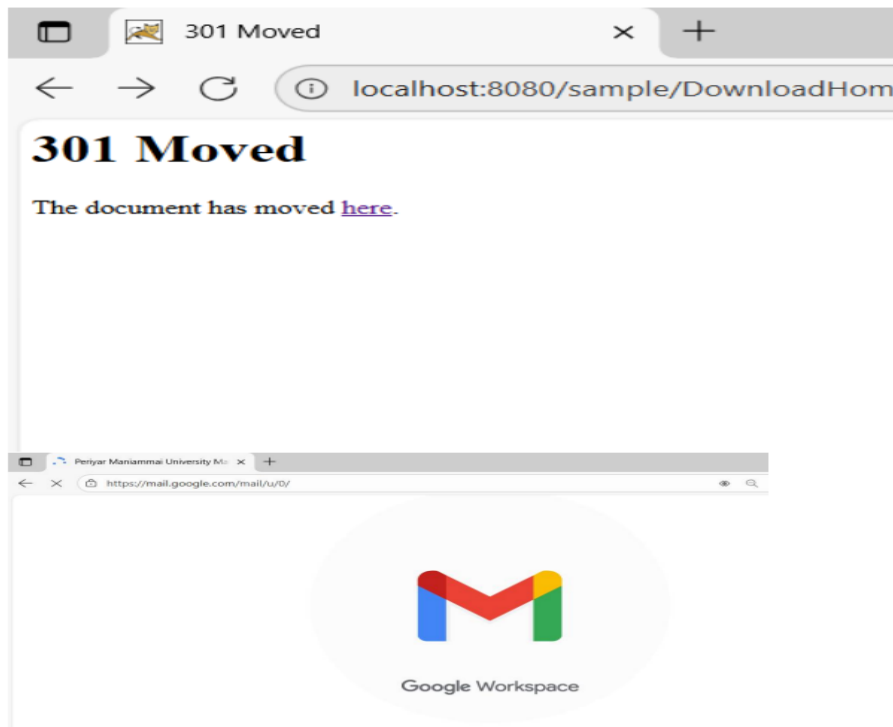 301 Moved
localhost:8080/sample/DownloadHom
301 Moved
The document has moved here.
Periyar Maniammai University Ma
https://mail.google.com/mail/u/0/
Google Workspace